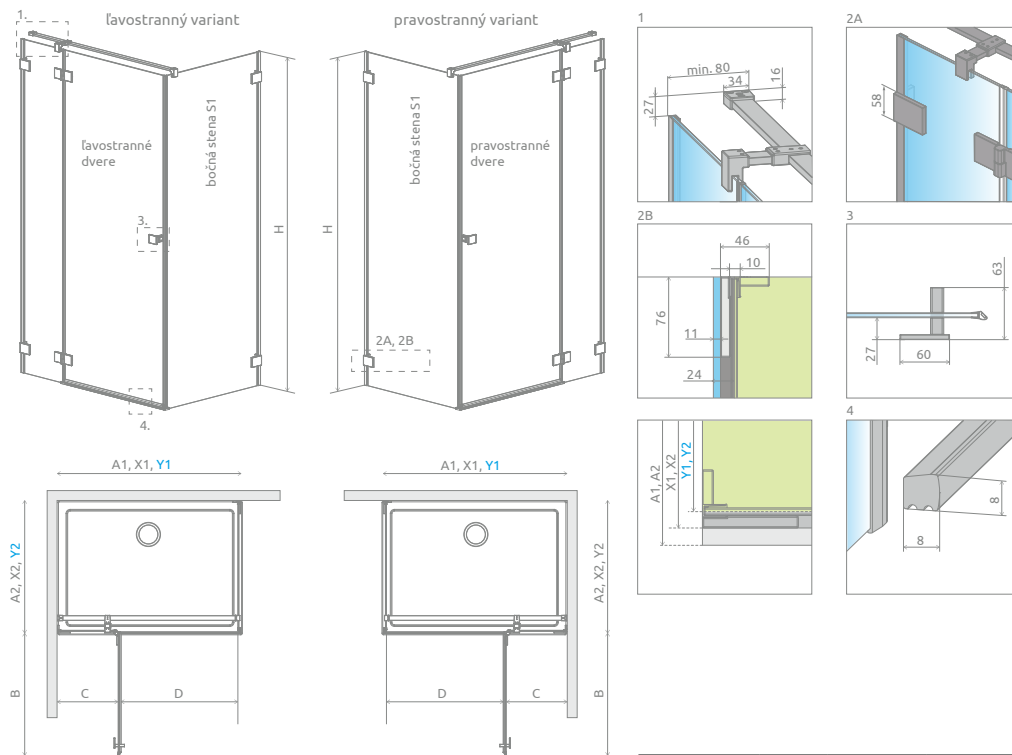 ľavostranný variant
1.
ľavostranné
dvere
bočná stena S1
H
3.
4.
pravostranný variant
H
bočná stena S1
pravostranné
dvere
2A, 2B
1
min. 80
34
16
27
2A
58
2B
46
10
76
11
24
3
63
27
60
A1, A2
X1, X2
Y1, Y2
4
8
8
A1, X1, Y1
A2, X2, Y2
B
C
D
A1, X1, Y1
A2, X2, Y2
B
D
C